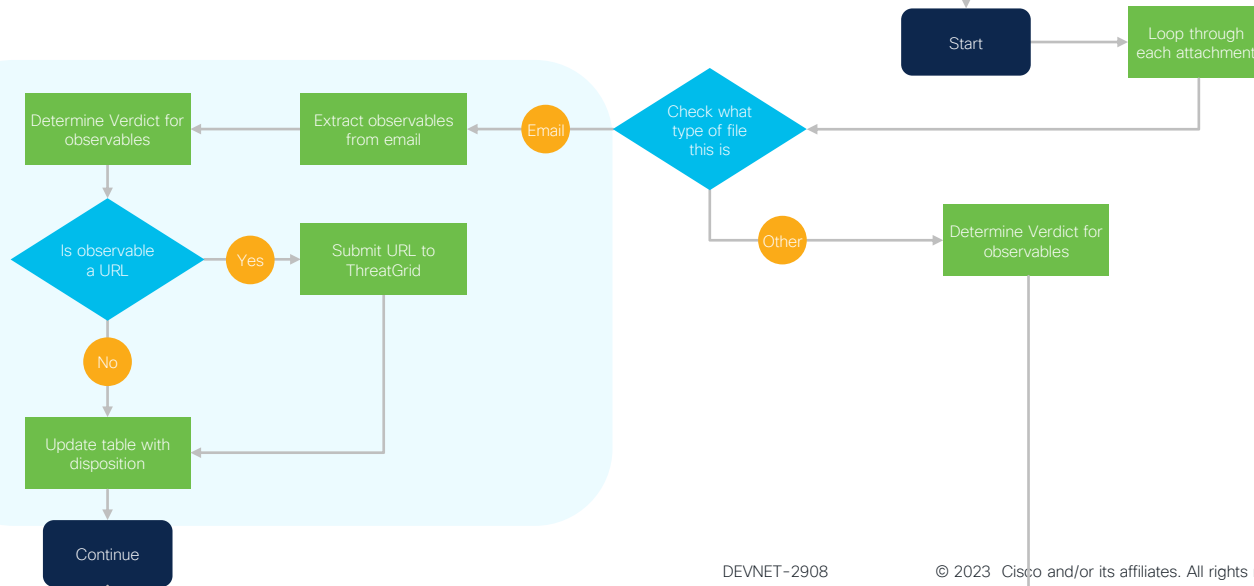 Start
Loop through
each attachment
Check what
type of file
this is
Email
Extract observables
from email
Determine Verdict for
observables
Is observable
a URL
Yes
Submit URL to
ThreatGrid
Other
Determine Verdict for
observables
No
Update table with
disposition
Continue
DEVNET-2908
© 2023 Cisco and/or its affiliates. All rights